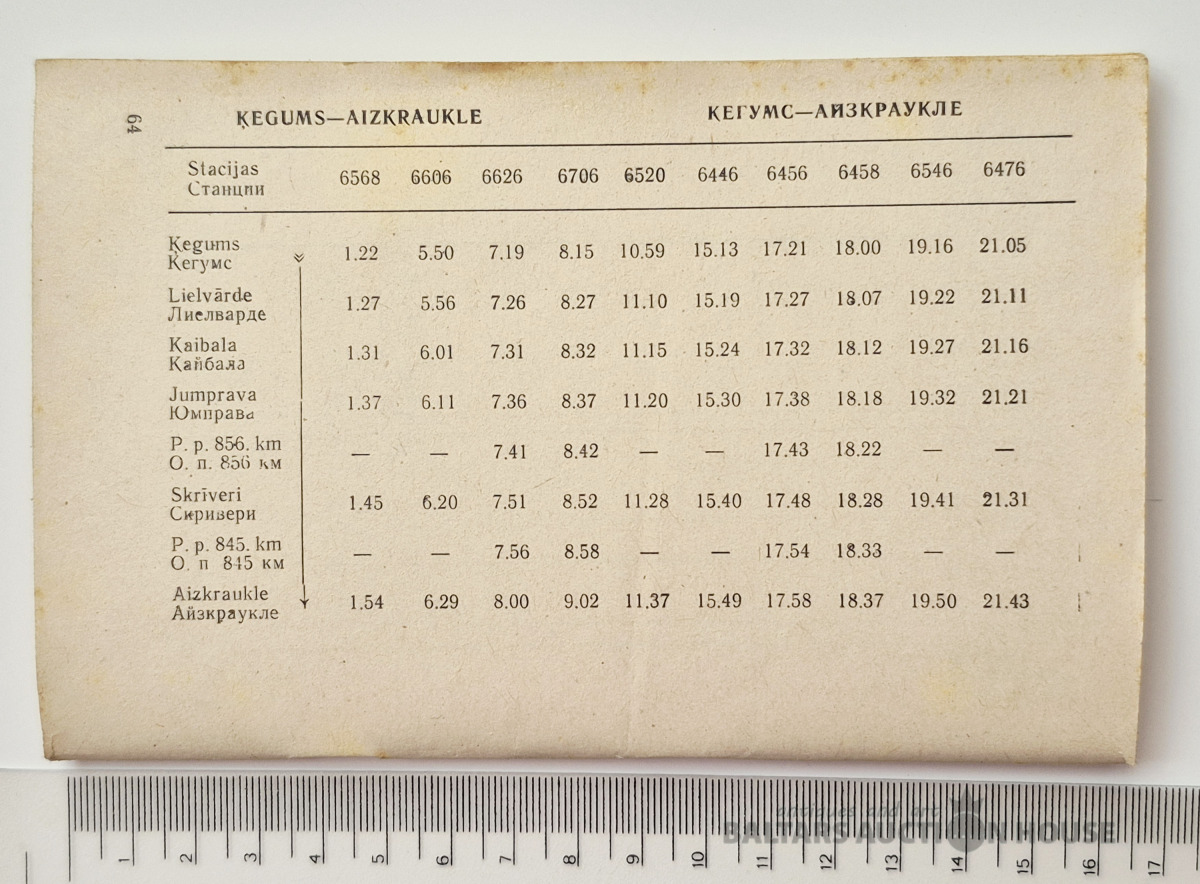 64
ĶEGUMS—AIZKRAUKLE КЕГУМС—АЙЗКРАУКЛЕ
Stacijas
Станции
6568 6606 6626 6706 6520 6446 6456 6458 6546 6476
Ķegums
Кегумс
1.22 5.50 7.19 8.15 10.59 15.13 17.21 18.00 19.16 21.05
Lielvārde
Лиелварде
1.27 5.56 7.26 8.27 11.10 15.19 17.27 18.07 19.22 21.11
Kaibala
Кайбала
1.31 6.01 7.31 8.32 11.15 15.24 17.32 18.12 19.27 21.16
Jumprava
Юмправа
1.37 6.11 7.36 8.37 11.20 15.30 17.38 18.18 19.32 21.21
P. p. 856. km
О. п. 856 км
— — 7.41 8.42 — — 17.43 18.22 — —
Skrīveri
Скривери
1.45 6.20 7.51 8.52 11.28 15.40 17.48 18.28 19.41 21.31
P. p. 845. km
О. п 845 км
— — 7.56 8.58 — — 17.54 18.33 — —
Aizkraukle
Айзкраукле
1.54 6.29 8.00 9.02 11.37 15.49 17.58 18.37 19.50 21.43
antiques and art
BALTARS AUCTION HOUSE
1 2 3 4 5 6 7 8 9 10 11 12 13 14 15 16 17